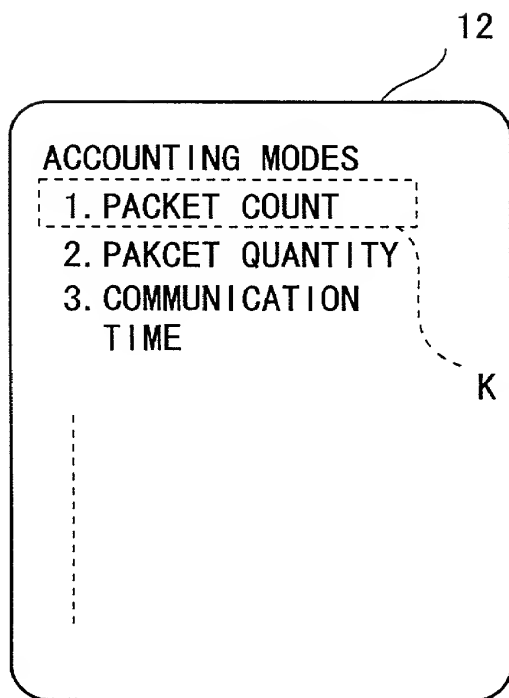 12
ACCOUNTING MODES
1. PACKET COUNT
2. PAKCET QUANTITY
3. COMMUNICATION
TIME
K